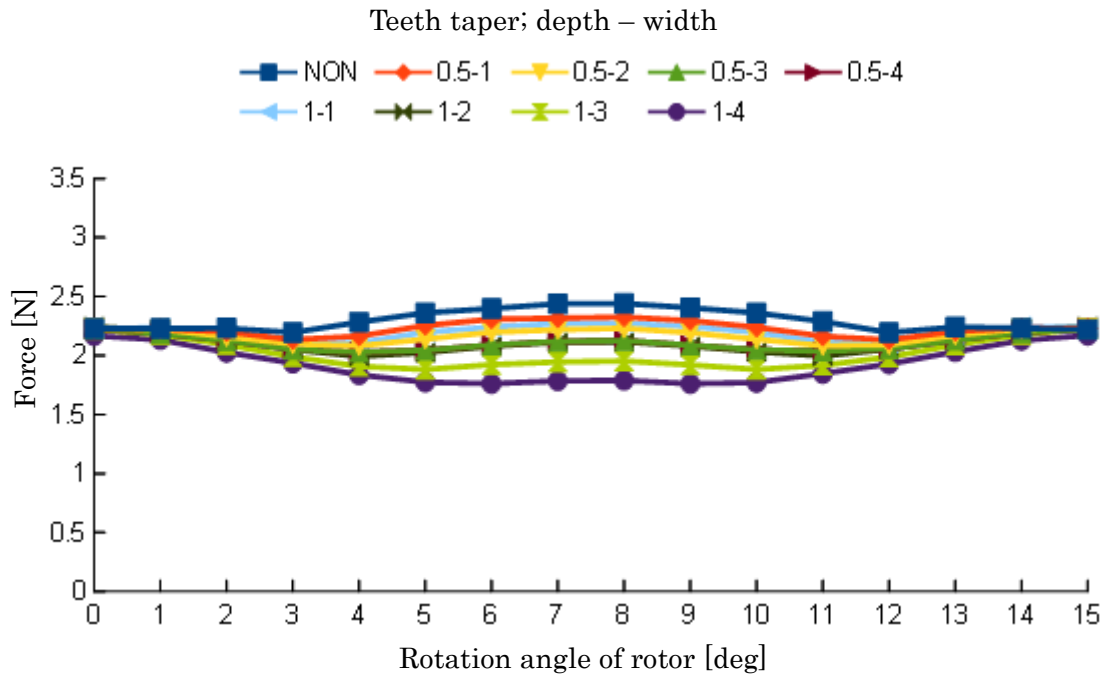 Teeth taper; depth – width
NON 0.5-1 0.5-2 0.5-3 0.5-4
1-1 1-2 1-3 1-4
3.5
3
2.5
2
1.5
1
0.5
0
Force [N]
0 1 2 3 4 5 6 7 8 9 10 11 12 13 14 15
Rotation angle of rotor [deg]